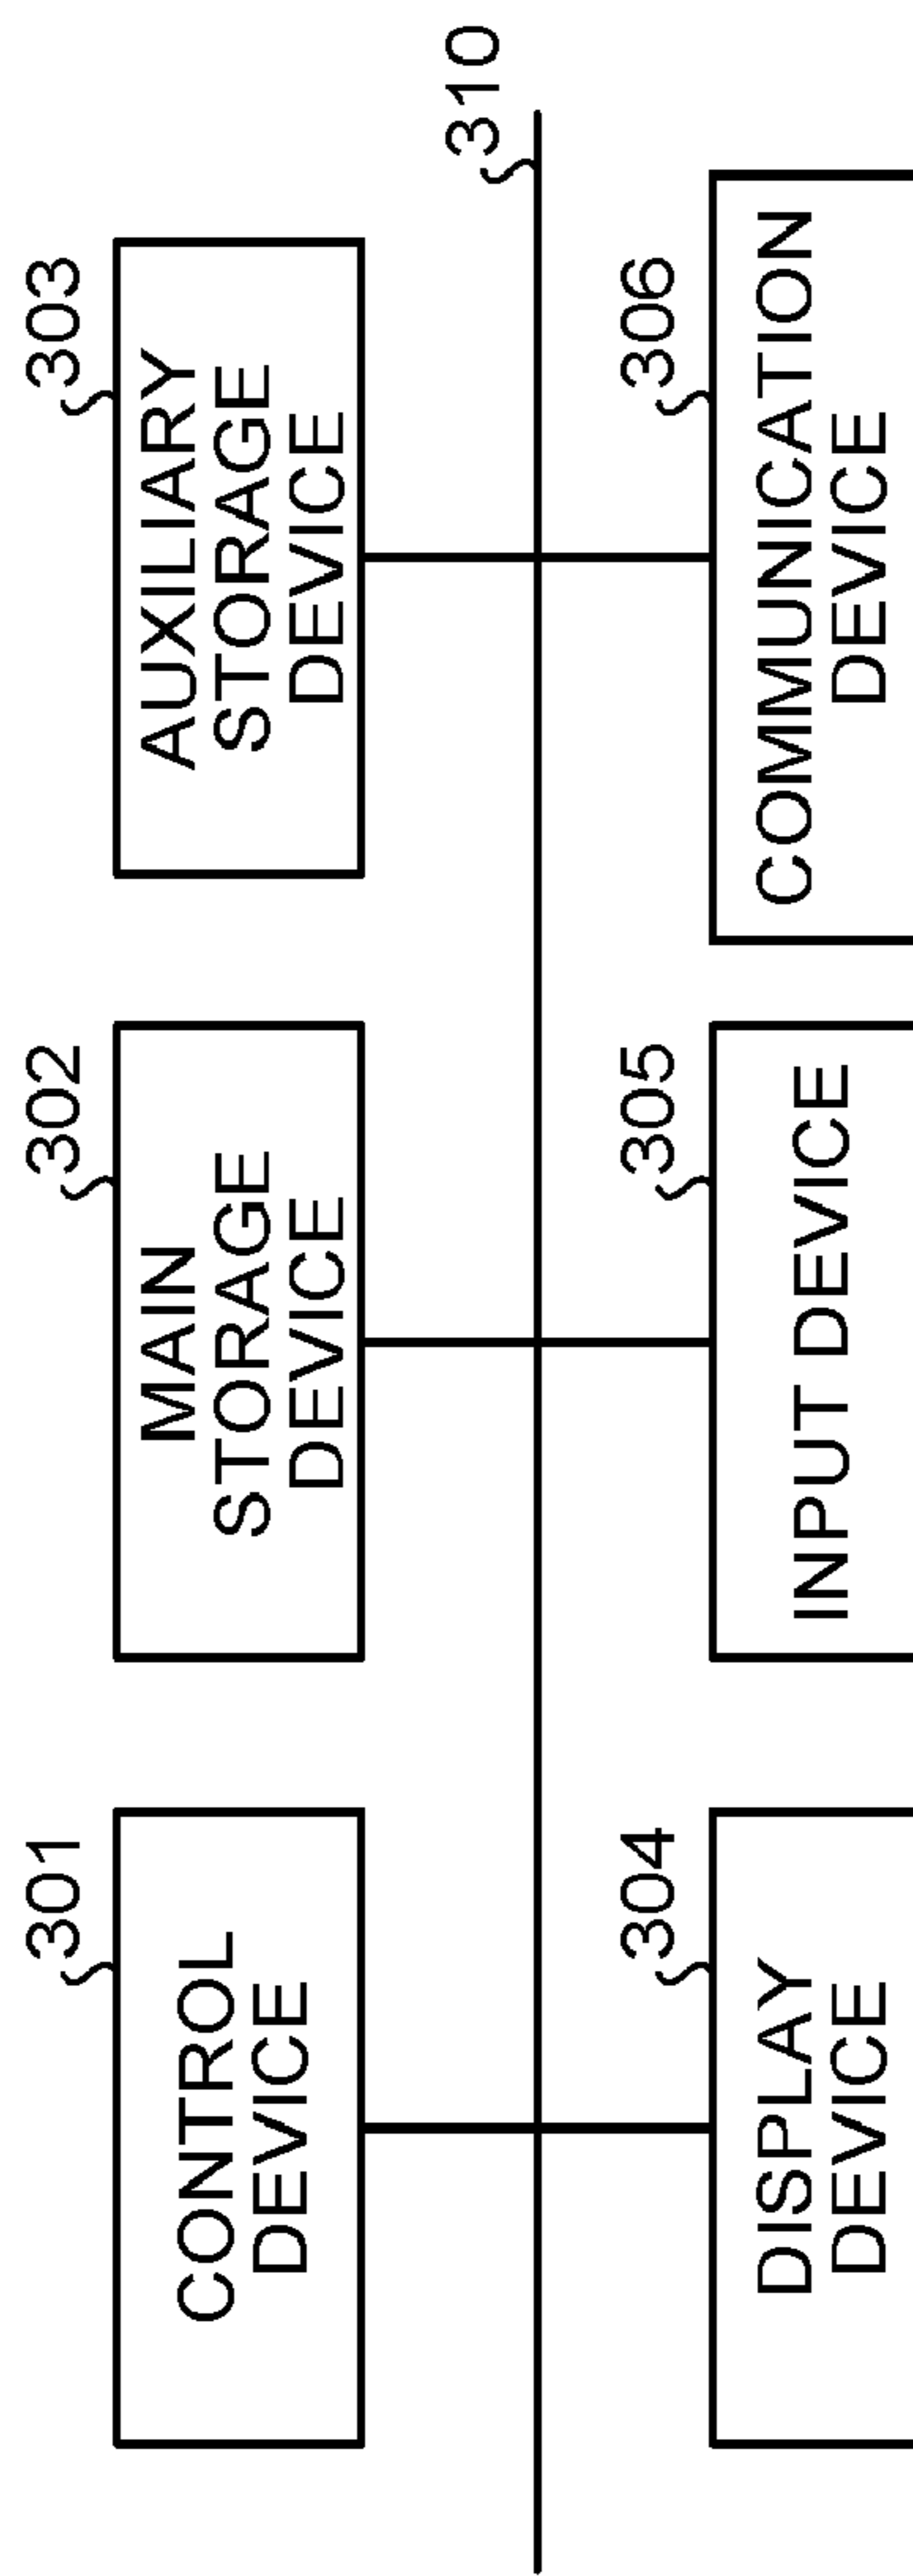 301
CONTROL
DEVICE
302
MAIN
STORAGE
DEVICE
303
AUXILIARY
STORAGE
DEVICE
310
304
DISPLAY
DEVICE
305
INPUT DEVICE
306
COMMUNICATION
DEVICE